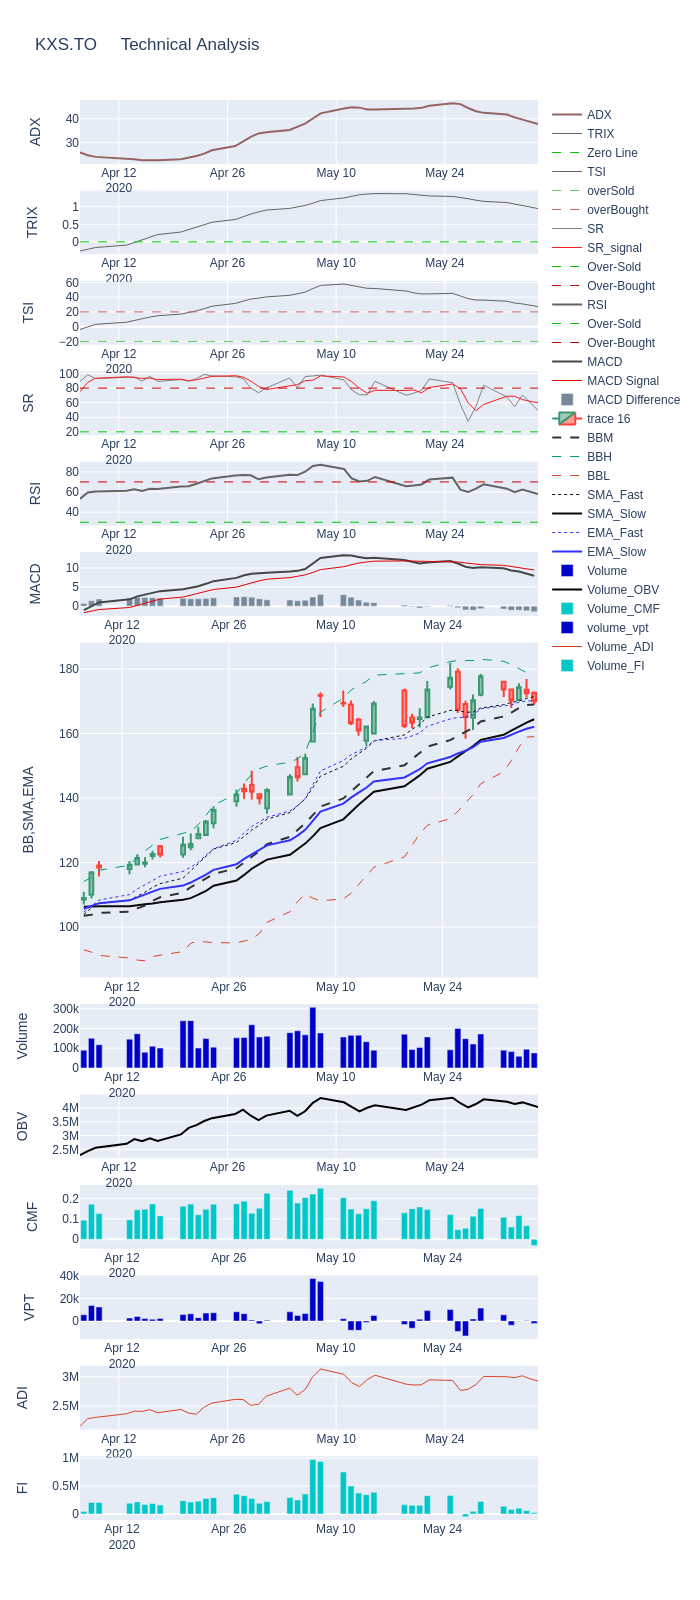 KXS.TO  Technical Analysis
ADX
40
30
Apr 12
2020
Apr 26
May 10
May 24
TRIX
1
0.5
0
Apr 12
2020
Apr 26
May 10
May 24
TSI
60
40
20
0
−20
Apr 12
2020
Apr 26
May 10
May 24
SR
100
80
60
40
20
Apr 12
2020
Apr 26
May 10
May 24
RSI
80
60
40
Apr 12
2020
Apr 26
May 10
May 24
MACD
10
5
0
Apr 12
2020
Apr 26
May 10
May 24
BB,SMA,EMA
180
160
140
120
100
Apr 12
2020
Apr 26
May 10
May 24
Volume
300k
200k
100k
0
Apr 12
2020
Apr 26
May 10
May 24
OBV
4M
3.5M
3M
2.5M
Apr 12
2020
Apr 26
May 10
May 24
CMF
0.2
0.1
0
Apr 12
2020
Apr 26
May 10
May 24
VPT
40k
20k
0
Apr 12
2020
Apr 26
May 10
May 24
ADI
3M
2.5M
Apr 12
2020
Apr 26
May 10
May 24
FI
1M
0.5M
0
Apr 12
2020
Apr 26
May 10
May 24
ADX
TRIX
Zero Line
TSI
overSold
overBought
SR
SR_signal
Over-Sold
Over-Bought
RSI
Over-Sold
Over-Bought
MACD
MACD Signal
MACD Difference
trace 16
BBM
BBH
BBL
SMA_Fast
SMA_Slow
EMA_Fast
EMA_Slow
Volume
Volume_OBV
Volume_CMF
volume_vpt
Volume_ADI
Volume_FI